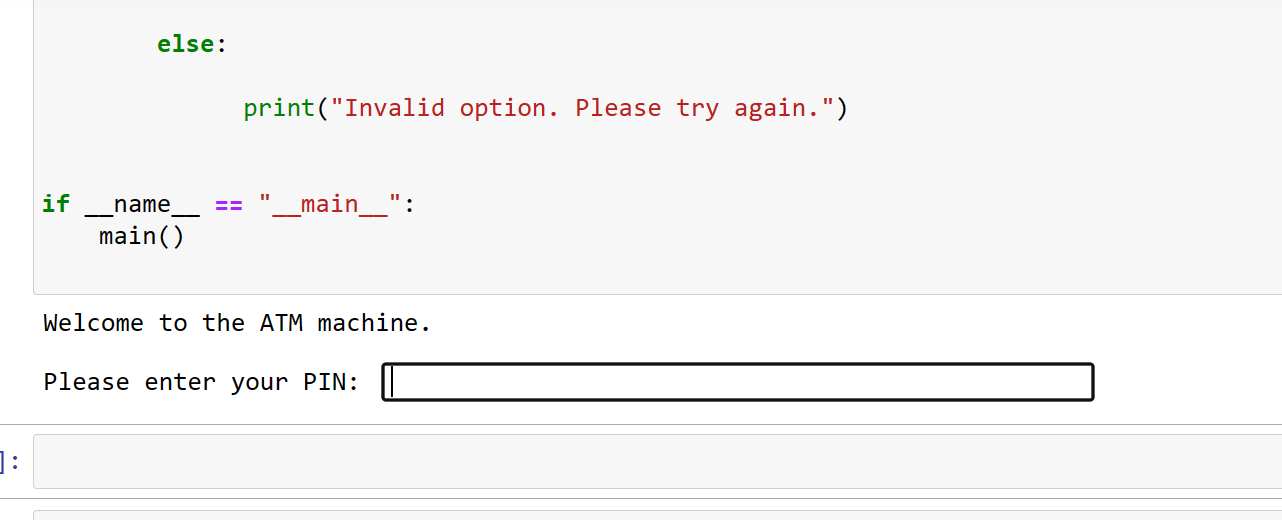 else:
print("Invalid option. Please try again.")
if __name__ == "__main__":
main()
Welcome to the ATM machine.
Please enter your PIN:
]: